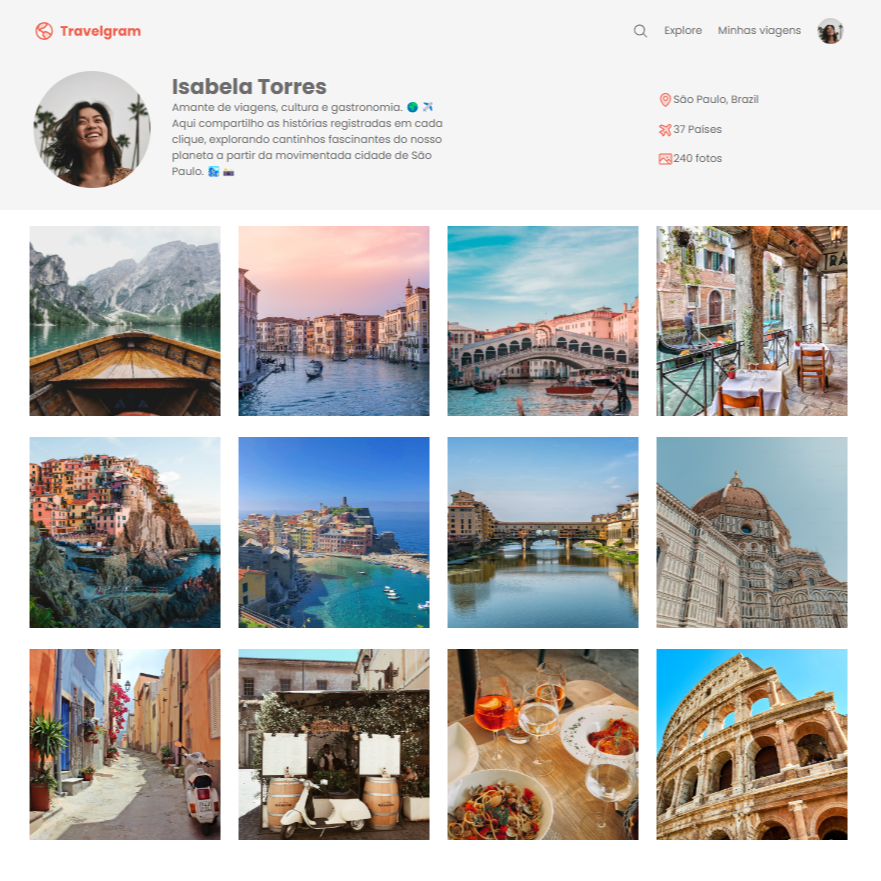 Travelgram
Explore
Minhas viagens
Isabela Torres
Amante de viagens, cultura e gastronomia. 🌍 ✈️
Aqui compartilho as histórias registradas em cada
clique, explorando cantinhos fascinantes do nosso
planeta a partir da movimentada cidade de São
Paulo. 🏞️ 📸
São Paulo, Brazil
37 Países
240 fotos
TRA